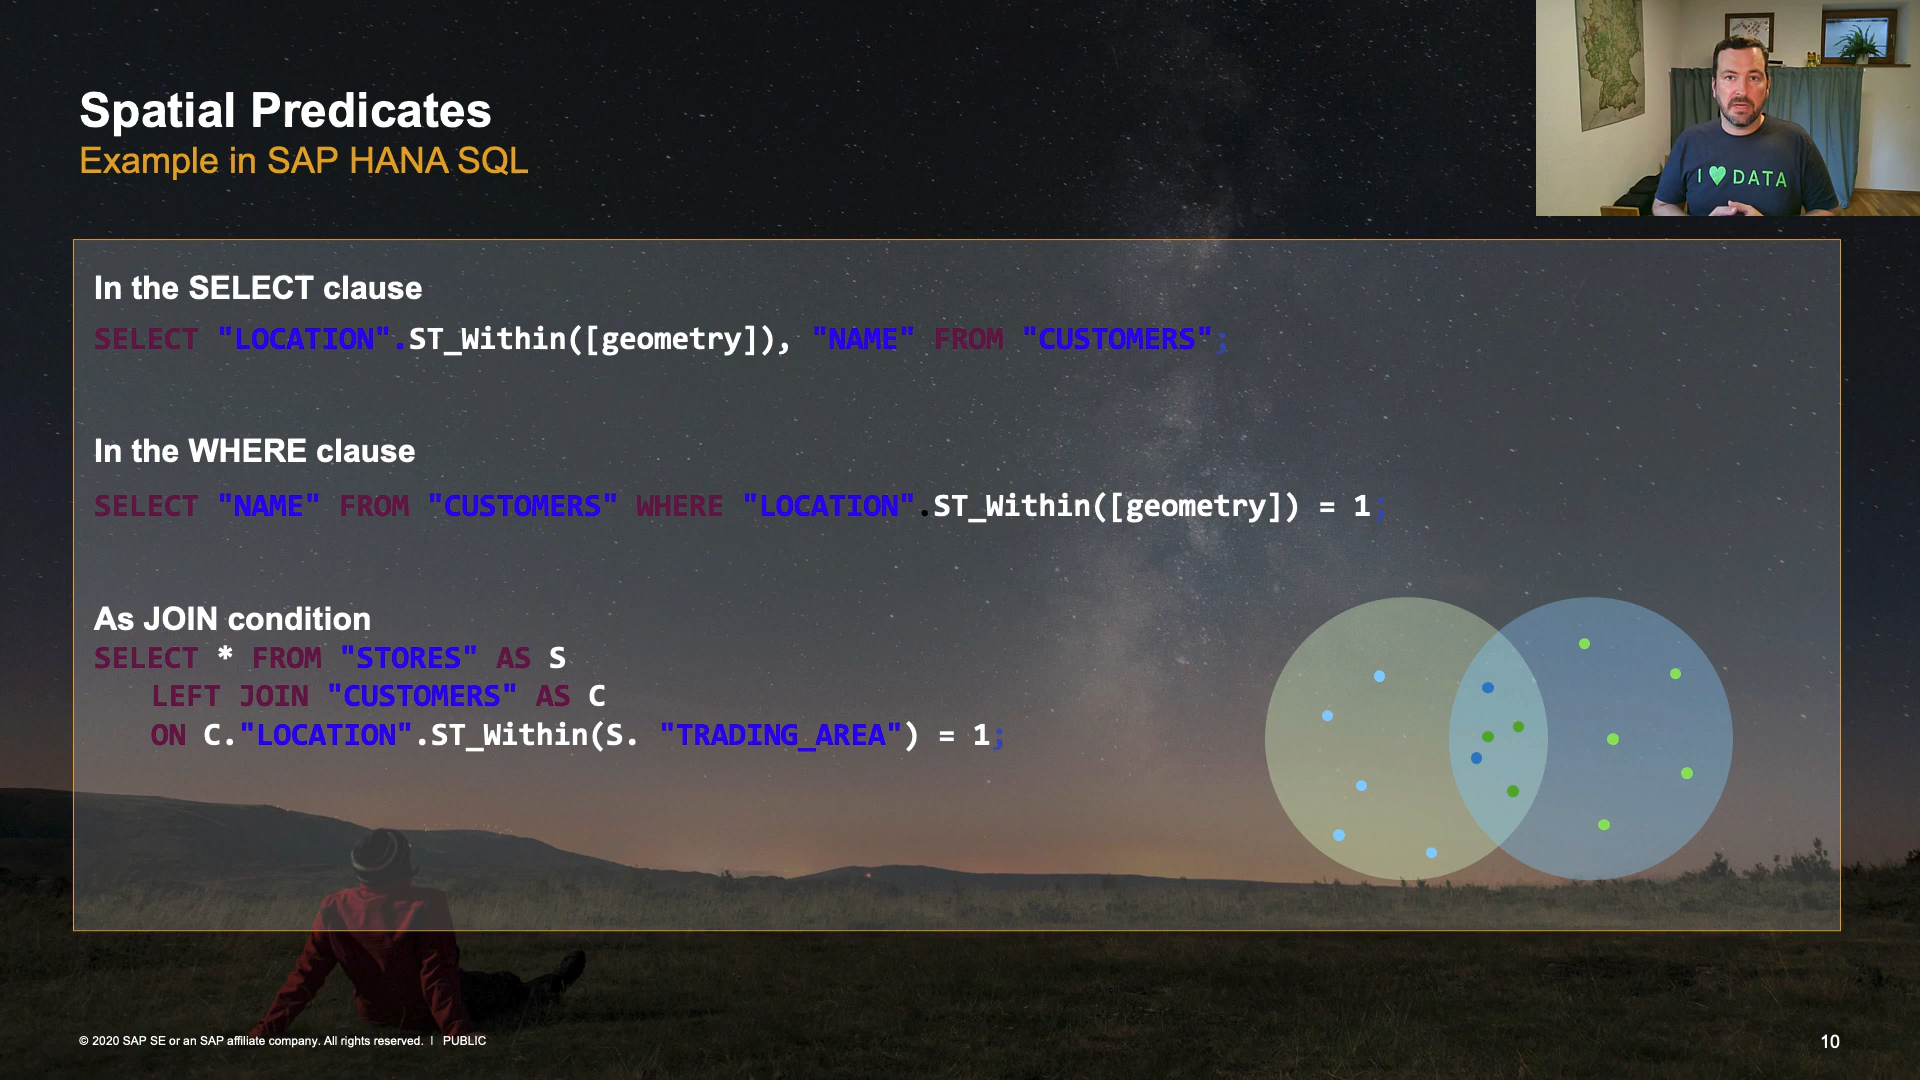 Spatial Predicates
Example in SAP HANA SQL
I 💚 DATA
In the SELECT clause
SELECT "LOCATION".ST_Within([geometry]), "NAME" FROM "CUSTOMERS";
In the WHERE clause
SELECT "NAME" FROM "CUSTOMERS" WHERE "LOCATION".ST_Within([geometry]) = 1;
As JOIN condition
SELECT * FROM "STORES" AS S
LEFT JOIN "CUSTOMERS" AS C
ON C."LOCATION".ST_Within(S. "TRADING_AREA") = 1;
© 2020 SAP SE or an SAP affiliate company. All rights reserved. | PUBLIC
10